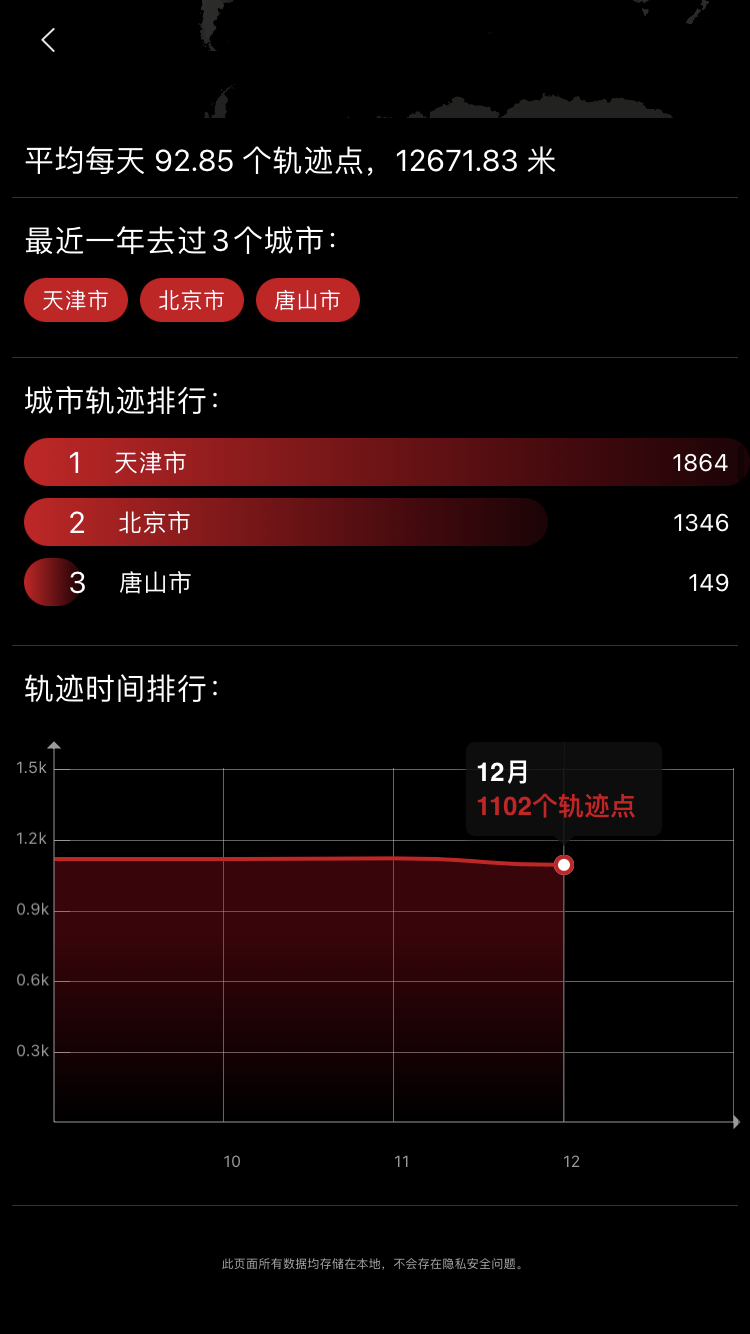 平均每天 92.85 个轨迹点，12671.83 米
最近一年去过3个城市：
天津市 北京市 唐山市
城市轨迹排行：
1 天津市 1864
2 北京市 1346
3 唐山市 149
轨迹时间排行：
12月
1102个轨迹点
1.5k
1.2k
0.9k
0.6k
0.3k
10 11 12
此页面所有数据均存储在本地，不会存在隐私安全问题。